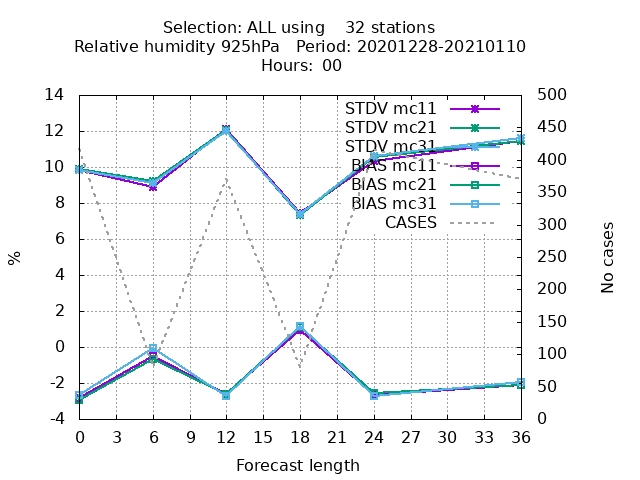 Selection: ALL using    32 stations
Relative humidity 925hPa   Period: 20201228-20210110
Hours: 00
14
12
10
8
6
4
2
0
-2
-4
%
500
450
400
350
300
250
200
150
100
50
0
No cases
STDV mc11
STDV mc21
STDV mc31
BIAS mc11
BIAS mc21
BIAS mc31
CASES
0 3 6 9 12 15 18 21 24 27 30 33 36
Forecast length